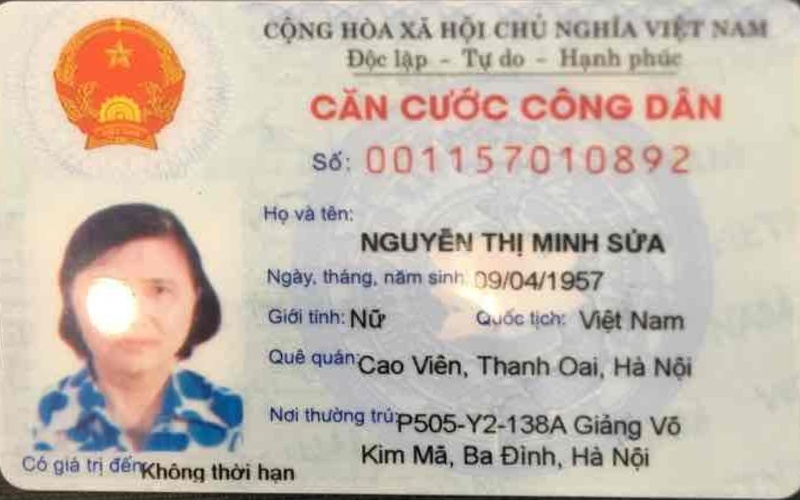 CỘNG HÒA XÃ HỘI CHỦ NGHĨA VIỆT NAM
Độc lập - Tự do - Hạnh phúc
CĂN CƯỚC CÔNG DÂN
Số: 001157010892
Họ và tên:
NGUYỄN THỊ MINH SỬA
Ngày, tháng, năm sinh: 09/04/1957
Giới tính: Nữ Quốc tịch: Việt Nam
Quê quán: Cao Viên, Thanh Oai, Hà Nội
Nơi thường trú: P505-Y2-138A Giảng Võ
Kim Mã, Ba Đình, Hà Nội
Có giá trị đến: Không thời hạn